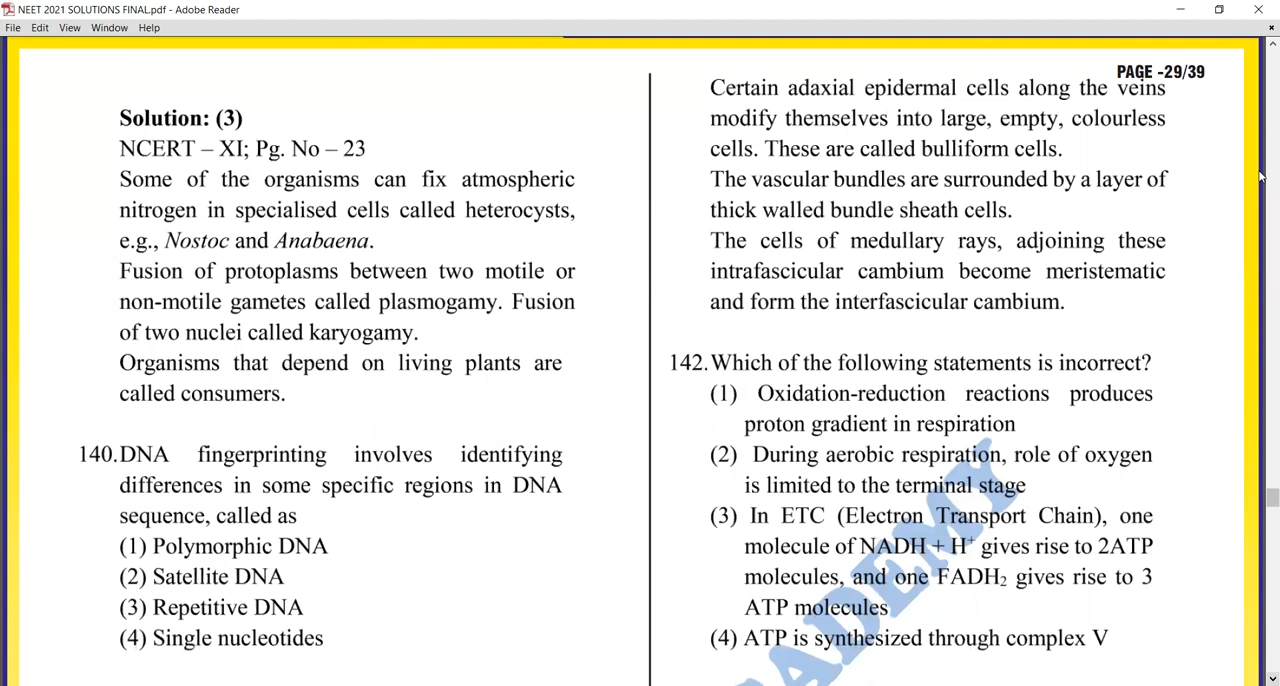 NEET 2021 SOLUTIONS FINAL.pdf - Adobe Reader
File Edit View Window Help
PAGE -29/39
Solution: (3)
NCERT – XI; Pg. No – 23
Some of the organisms can fix atmospheric
nitrogen in specialised cells called heterocysts,
e.g., Nostoc and Anabaena.
Fusion of protoplasms between two motile or
non-motile gametes called plasmogamy. Fusion
of two nuclei called karyogamy.
Organisms that depend on living plants are
called consumers.
140.DNA fingerprinting involves identifying
differences in some specific regions in DNA
sequence, called as
(1) Polymorphic DNA
(2) Satellite DNA
(3) Repetitive DNA
(4) Single nucleotides
Certain adaxial epidermal cells along the veins
modify themselves into large, empty, colourless
cells. These are called bulliform cells.
The vascular bundles are surrounded by a layer of
thick walled bundle sheath cells.
The cells of medullary rays, adjoining these
intrafascicular cambium become meristematic
and form the interfascicular cambium.
142.Which of the following statements is incorrect?
(1) Oxidation-reduction reactions produces
proton gradient in respiration
(2) During aerobic respiration, role of oxygen
is limited to the terminal stage
(3) In ETC (Electron Transport Chain), one
molecule of NADH + H⁺ gives rise to 2ATP
molecules, and one FADH₂ gives rise to 3
ATP molecules
(4) ATP is synthesized through complex V